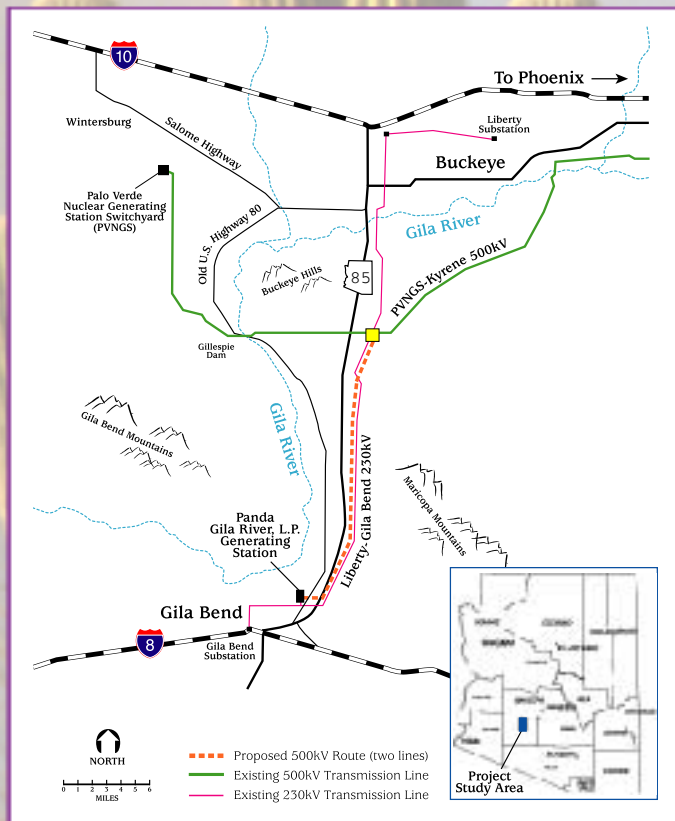 10
To Phoenix
Wintersburg
Salome Highway
Liberty
Substation
Buckeye
Palo Verde
Nuclear Generating
Station Switchyard
(PVNGS)
Old U.S. Highway 80
Gila River
Buckeye Hills
85
PVNGS-Kyrene 500kV
Gillespie
Dam
Gila Bend Mountains
Gila River
Liberty-Gila Bend 230kV
Maricopa Mountains
Panda
Gila River, L.P.
Generating
Station
Gila Bend
8
Gila Bend
Substation
Project
Study Area
NORTH
0 1 2 3 4 5 6
MILES
Proposed 500kV Route (two lines)
Existing 500kV Transmission Line
Existing 230kV Transmission Line